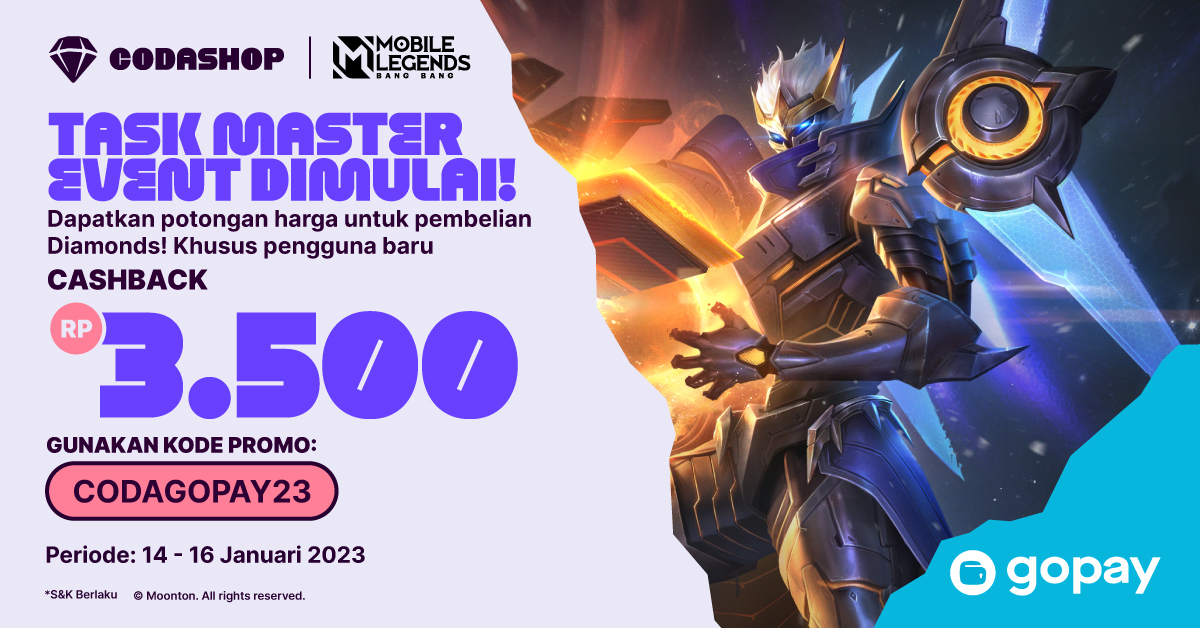 CODASHOP
MOBILE
LEGENDS
BANG BANG
TASK MASTER
EVENT DIMULAI!
Dapatkan potongan harga untuk pembelian
Diamonds! Khusus pengguna baru
CASHBACK
RP 3.500
GUNAKAN KODE PROMO:
CODAGOPAY23
Periode: 14 - 16 Januari 2023
*S&K Berlaku © Moonton. All rights reserved.
gopay